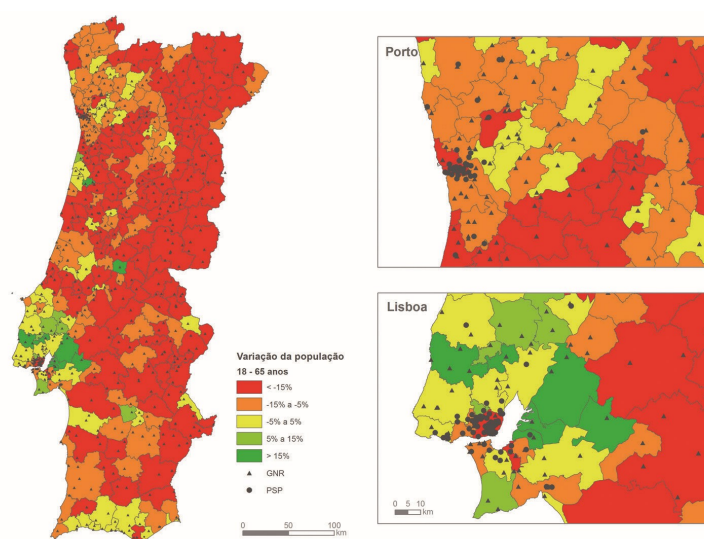 Porto
Lisboa
Variação da população
18 - 65 anos
< -15%
-15% a -5%
-5% a 5%
5% a 15%
> 15%
GNR
PSP
0 50 100
km
0 5 10
km